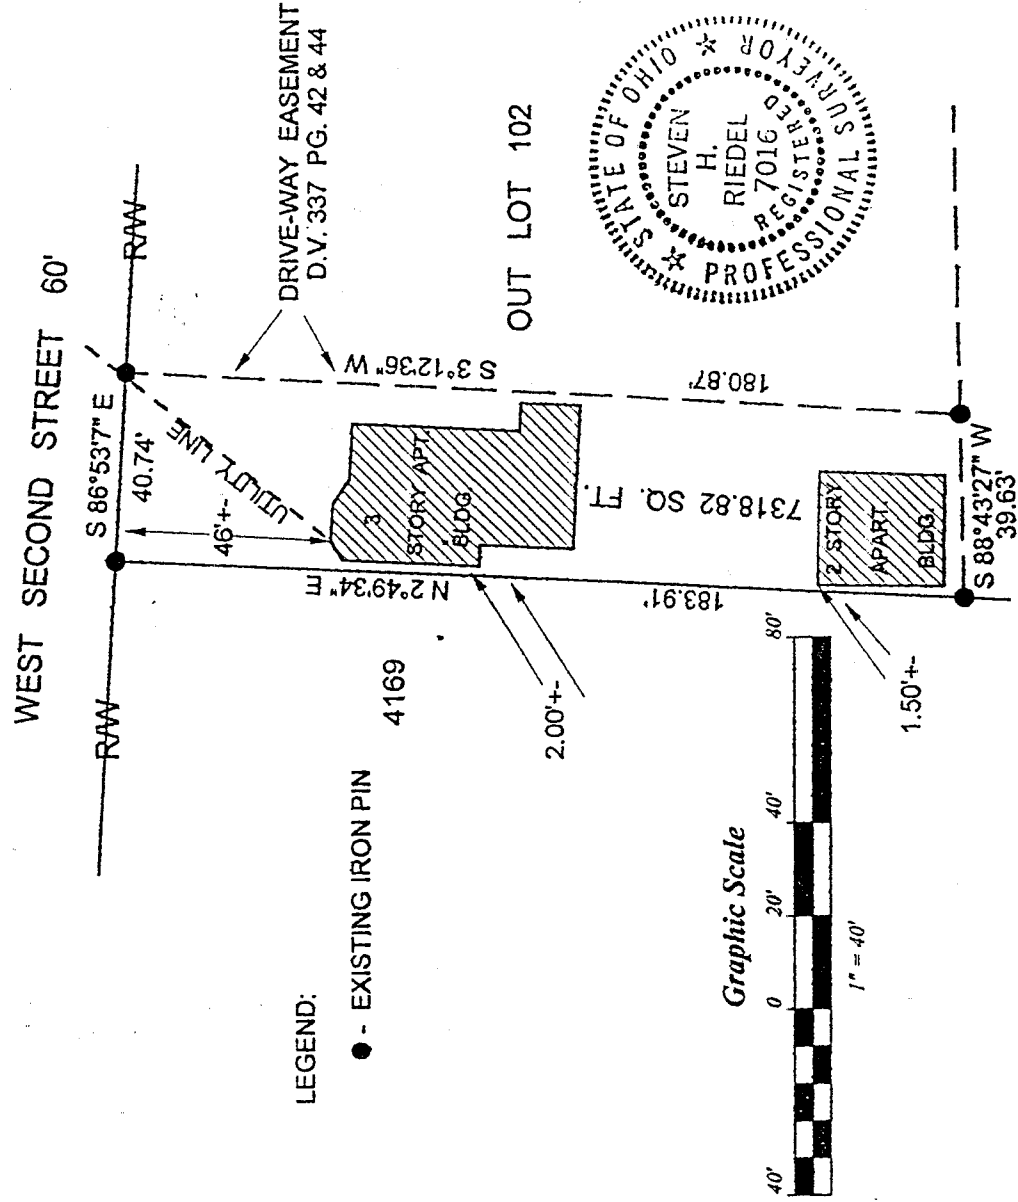 WEST SECOND STREET 60'
R/W
R/W
S 86°53'7" E
40.74'
UTILITY LINE
46'+-
DRIVE-WAY EASEMENT
D.V. 337 PG. 42 & 44
3
STORY APT.
BLDG.
S 3°12'36" W
180.87'
N 2°49'34" E
183.91'
7318.82 SQ. FT.
OUT LOT 102
4169
2.00'+-
2 STORY
APART.
BLDG.
1.50'+-
S 88°43'27" W
39.63'
STATE OF OHIO
STEVEN
H.
RIEDEL
7016
REGISTERED
PROFESSIONAL SURVEYOR
LEGEND:
- EXISTING IRON PIN
Graphic Scale
40' 0 20' 40' 80'
1" = 40'